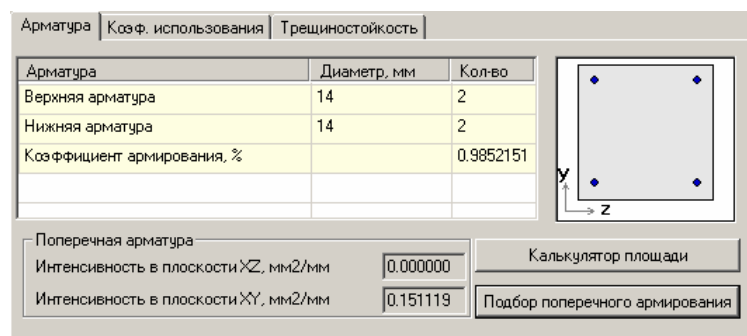 Арматура Коэф. использования Трещиностойкость
Арматура Диаметр, мм Кол-во
Верхняя арматура 14 2
Нижняя арматура 14 2
Коэффициент армирования, % 0.9852151
y
z
Поперечная арматура
Интенсивность в плоскости XZ, мм2/мм 0.000000
Калькулятор площади
Интенсивность в плоскости XY, мм2/мм 0.151119
Подбор поперечного армирования